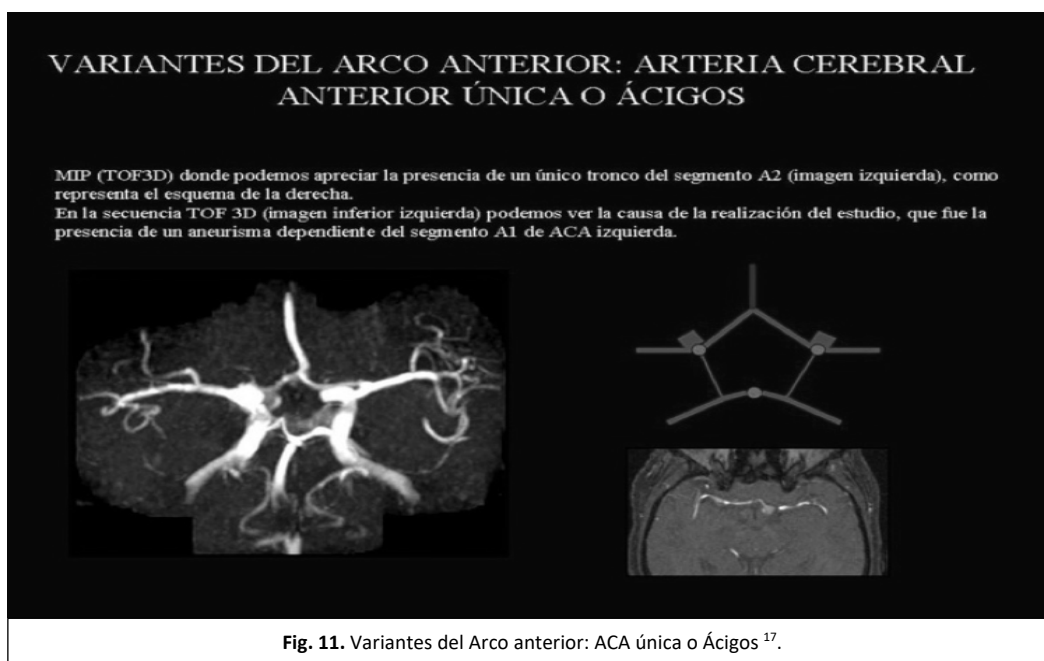 VARIANTES DEL ARCO ANTERIOR: ARTERIA CEREBRAL
ANTERIOR ÚNICA O ÁCIGOS
MIP (TOF3D) donde podemos apreciar la presencia de un único tronco del segmento A2 (imagen izquierda), como
representa el esquema de la derecha.
En la secuencia TOF 3D (imagen inferior izquierda) podemos ver la causa de la realización del estudio, que fue la
presencia de un aneurisma dependiente del segmento A1 de ACA izquierda.
Fig. 11. Variantes del Arco anterior: ACA única o Ácigos 17.